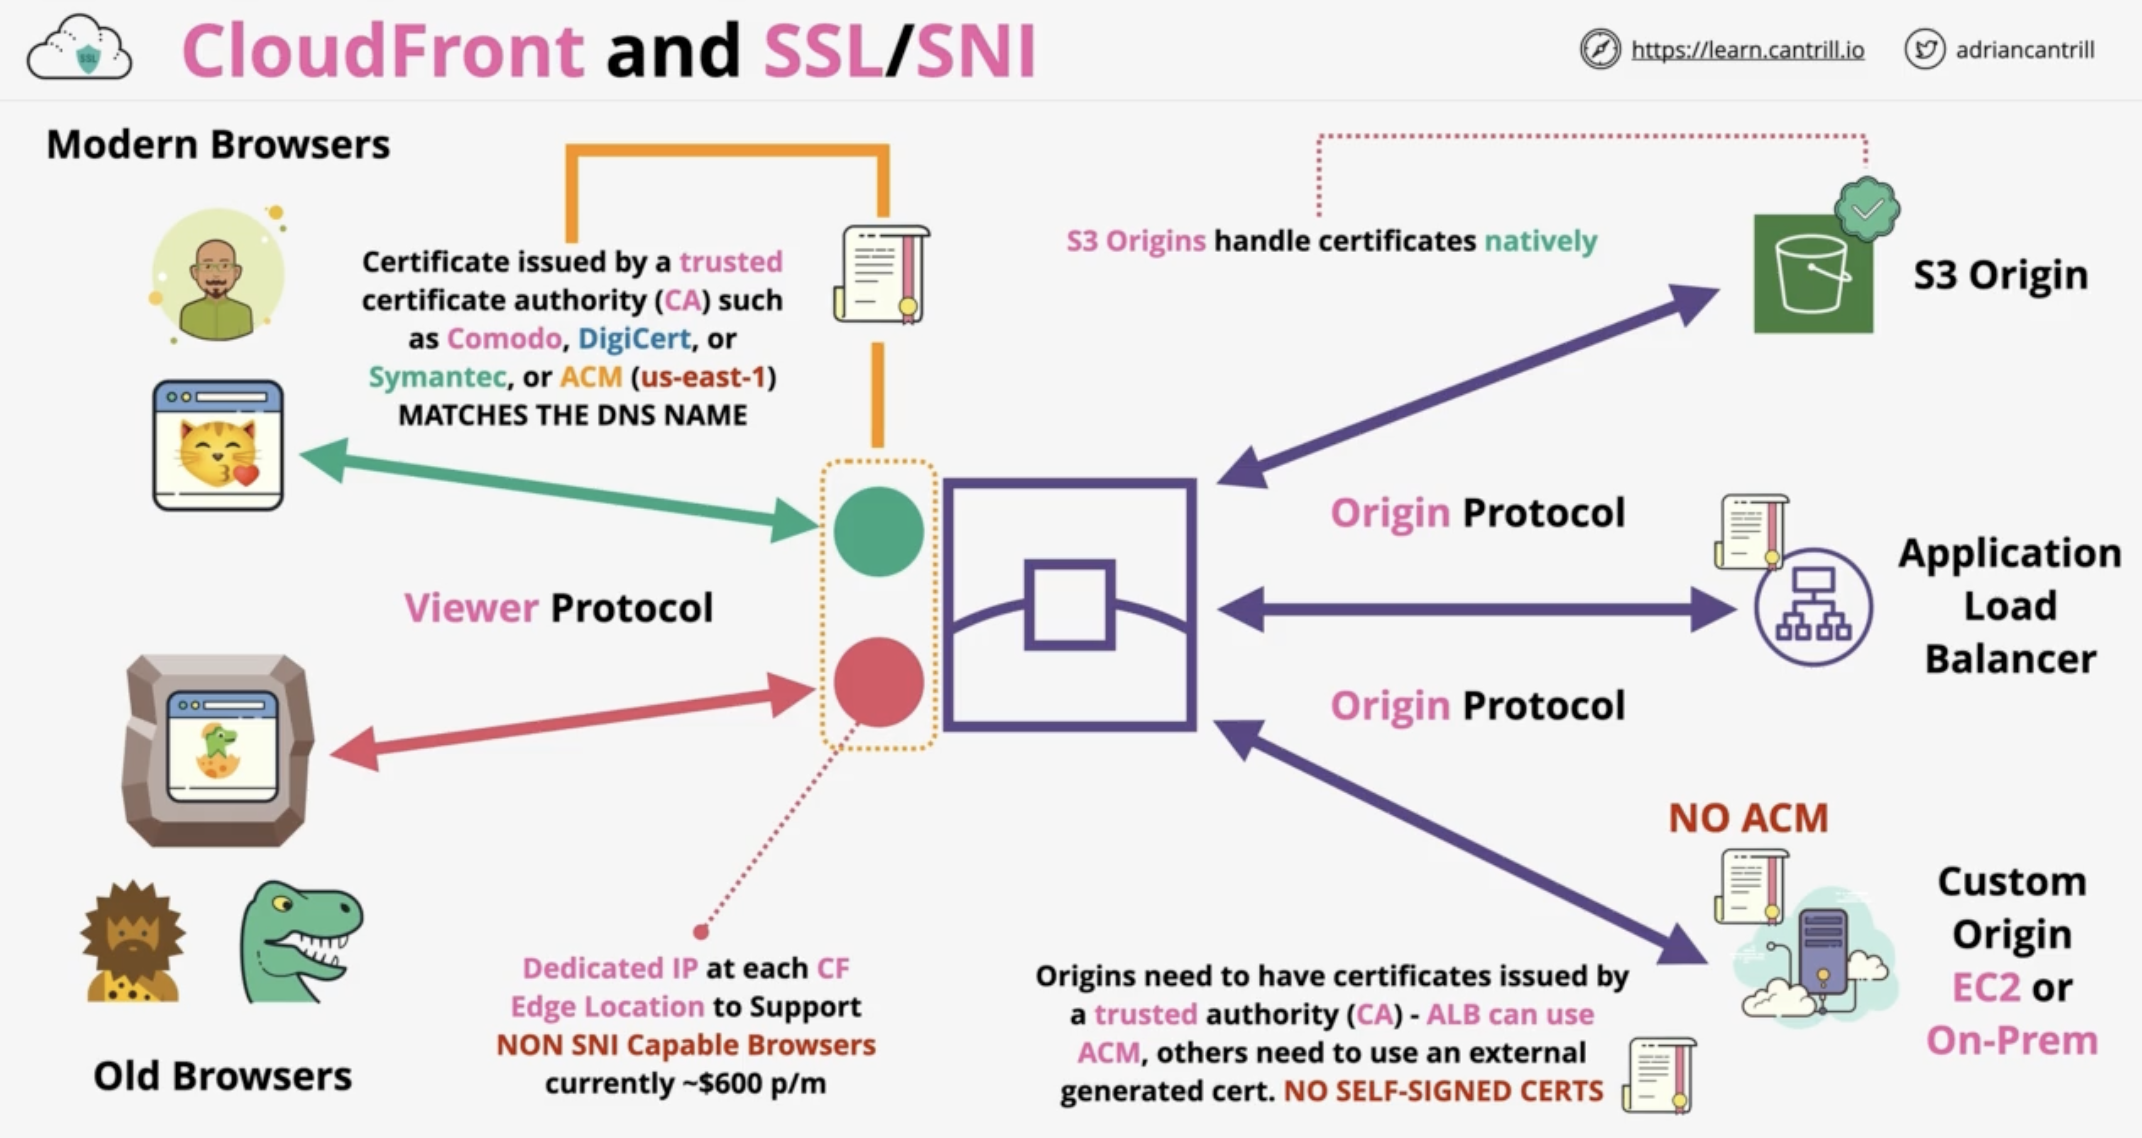 SSL
CloudFront and SSL/SNI
https://learn.cantrill.io
adriancantrill
Modern Browsers
Certificate issued by a trusted
certificate authority (CA) such
as Comodo, DigiCert, or
Symantec, or ACM (us-east-1)
MATCHES THE DNS NAME
S3 Origins handle certificates natively
S3 Origin
Origin Protocol
Application
Load
Balancer
Viewer Protocol
Origin Protocol
NO ACM
Custom
Origin
EC2 or
On-Prem
Old Browsers
Dedicated IP at each CF
Edge Location to Support
NON SNI Capable Browsers
currently ~$600 p/m
Origins need to have certificates issued by
a trusted authority (CA) - ALB can use
ACM, others need to use an external
generated cert. NO SELF-SIGNED CERTS